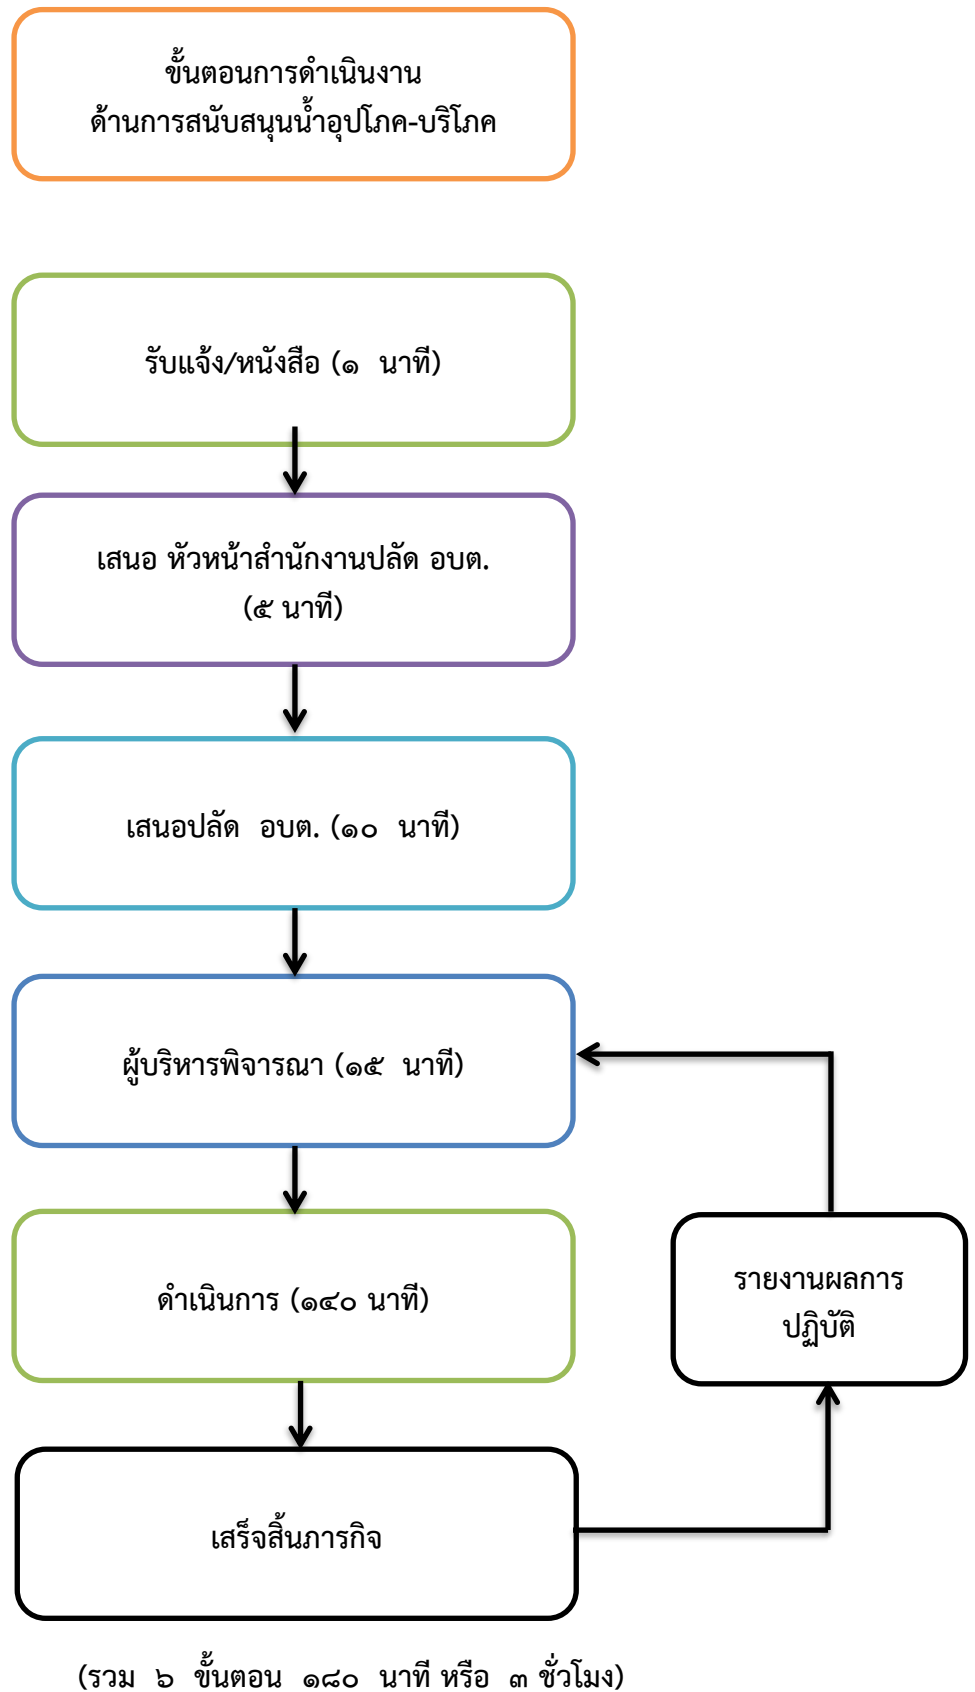 ขั้นตอนการดำเนินงาน
ด้านการสนับสนุนน้ำอุปโภค-บริโภค
รับแจ้ง/หนังสือ (๑ นาที)
เสนอ หัวหน้าสำนักงานปลัด อบต.
(๕ นาที)
เสนอปลัด อบต. (๑๐ นาที)
ผู้บริหารพิจารณา (๑๕ นาที)
ดำเนินการ (๑๔๐ นาที)
รายงานผลการ
ปฏิบัติ
เสร็จสิ้นภารกิจ
(รวม ๖ ขั้นตอน ๑๘๐ นาที หรือ ๓ ชั่วโมง)